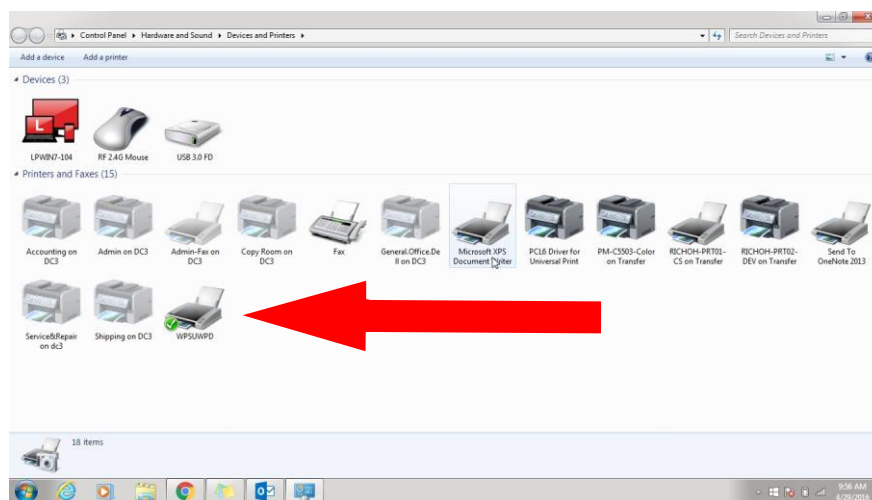 Control Panel ▸ Hardware and Sound ▸ Devices and Printers ▸
Search Devices and Printers
Add a device Add a printer
Devices (3)
L
LPWIN7-104
RF 2.4G Mouse
USB 3.0 FD
Printers and Faxes (15)
Accounting on
DC3
Admin on DC3
Admin-Fax on
DC3
Copy Room on
DC3
Fax
General.Office.De
ll on DC3
Microsoft XPS
Document Writer
PCL6 Driver for
Universal Print
PM-C5503-Color
on Transfer
RICHOH-PRT01-
CS on Transfer
RICHOH-PRT02-
DEV on Transfer
Send To
OneNote 2013
Service&Repair
on dc3
Shipping on DC3
WPSUWPD
18 items
9:56 AM
4/29/2016